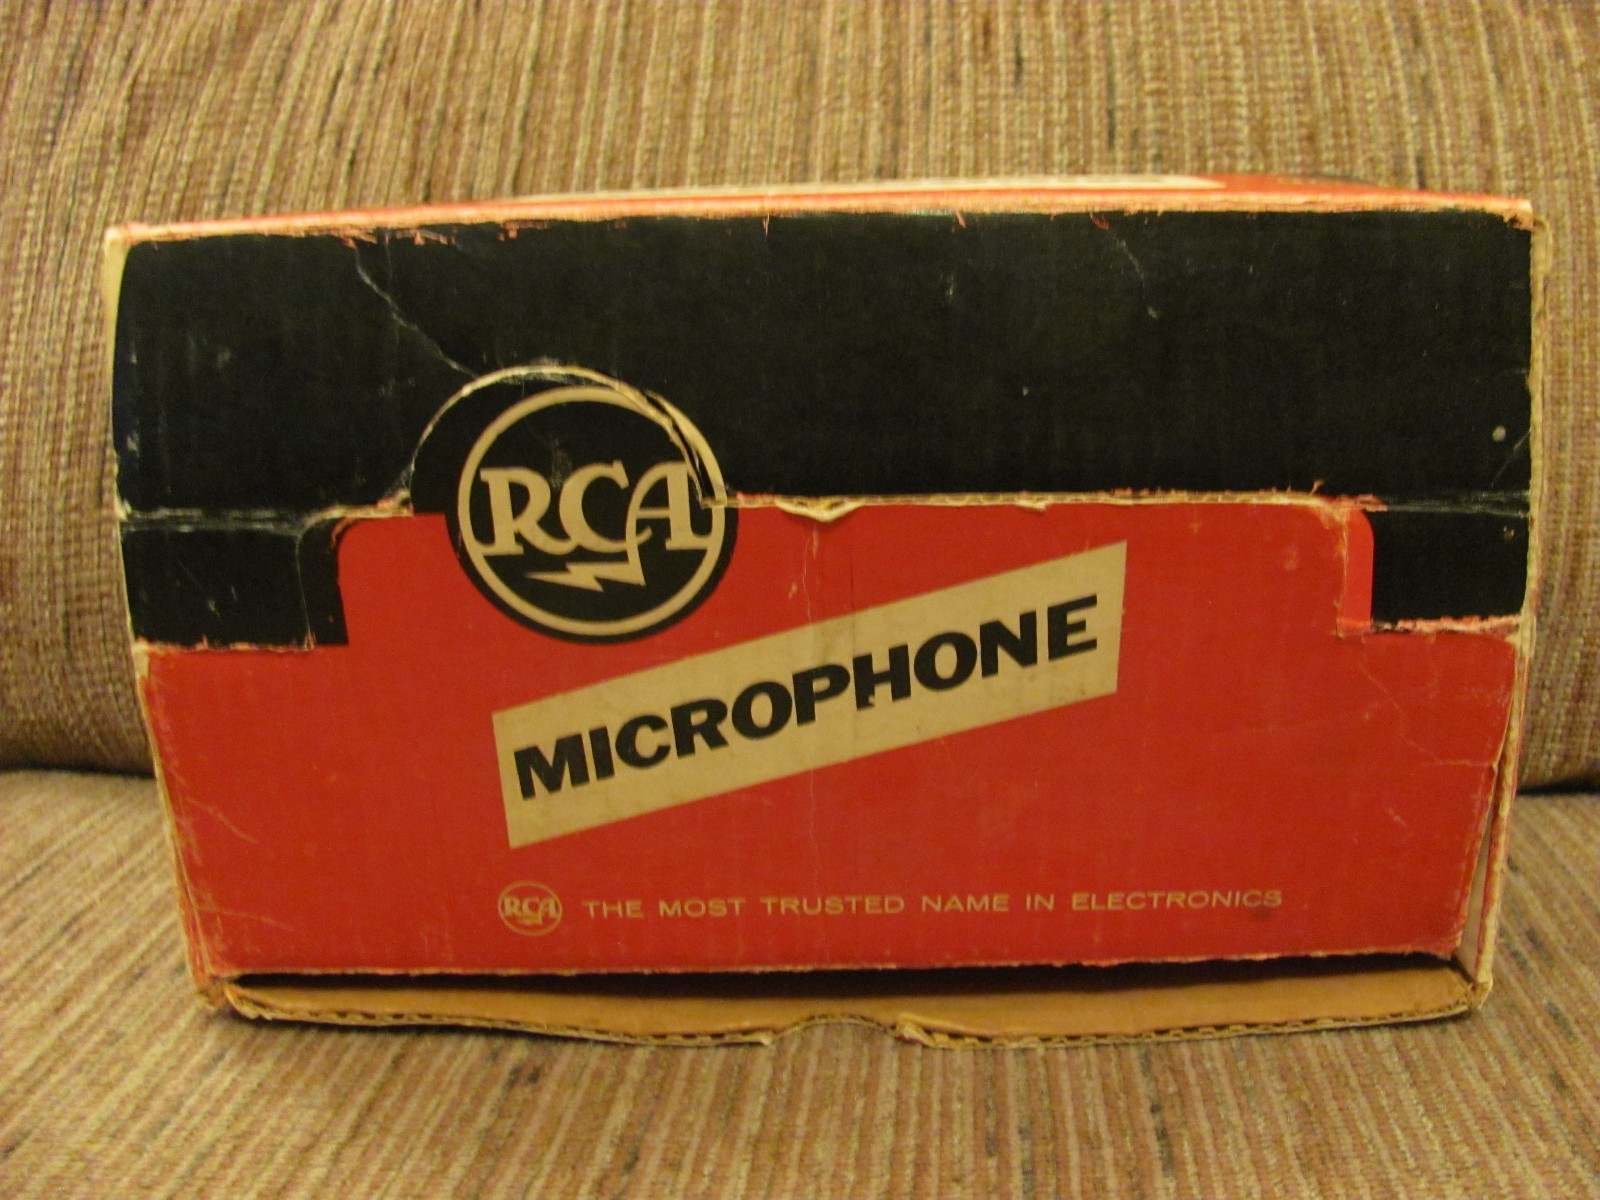 RCA
MICROPHONE
RCA THE MOST TRUSTED NAME IN ELECTRONICS